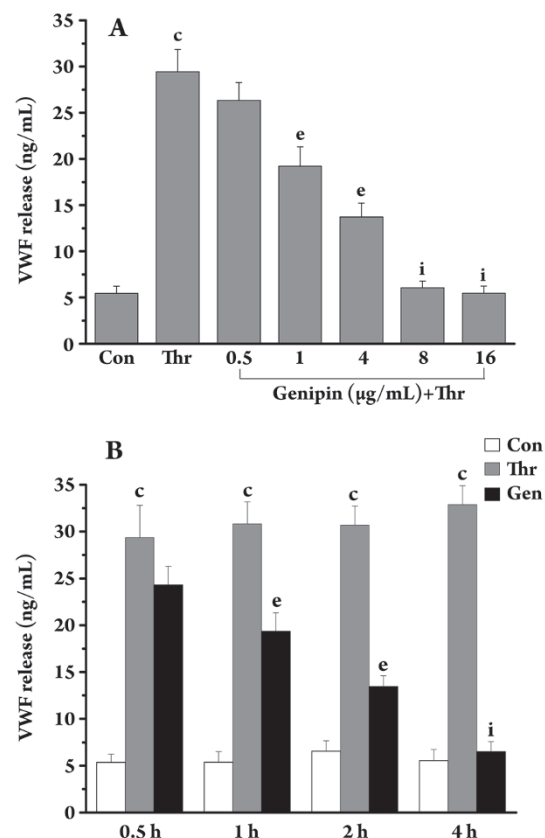 A
VWF release (ng/mL)
35
30
25
20
15
10
5
0
c
e
e
i
i
Con Thr 0.5 1 4 8 16
Genipin (µg/mL)+Thr
B
Con
Thr
Gen
VWF release (ng/mL)
35
30
25
20
15
10
5
0
c
c
c
c
e
e
i
0.5 h 1 h 2 h 4 h